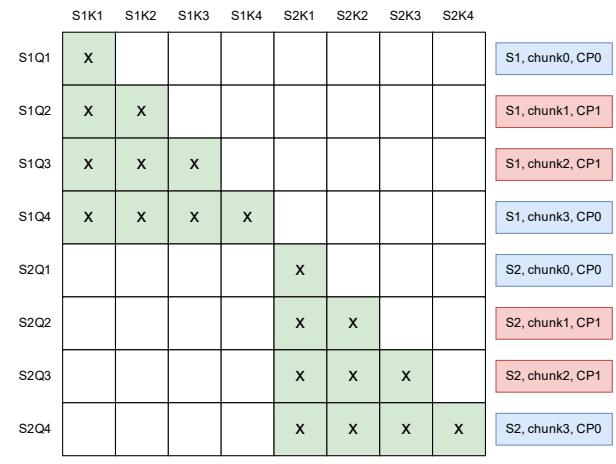 S1K1 S1K2 S1K3 S1K4 S2K1 S2K2 S2K3 S2K4
S1Q1 X S1, chunk0, CP0
S1Q2 X X S1, chunk1, CP1
S1Q3 X X X S1, chunk2, CP1
S1Q4 X X X X S1, chunk3, CP0
S2Q1 X S2, chunk0, CP0
S2Q2 X X S2, chunk1, CP1
S2Q3 X X X S2, chunk2, CP1
S2Q4 X X X X S2, chunk3, CP0